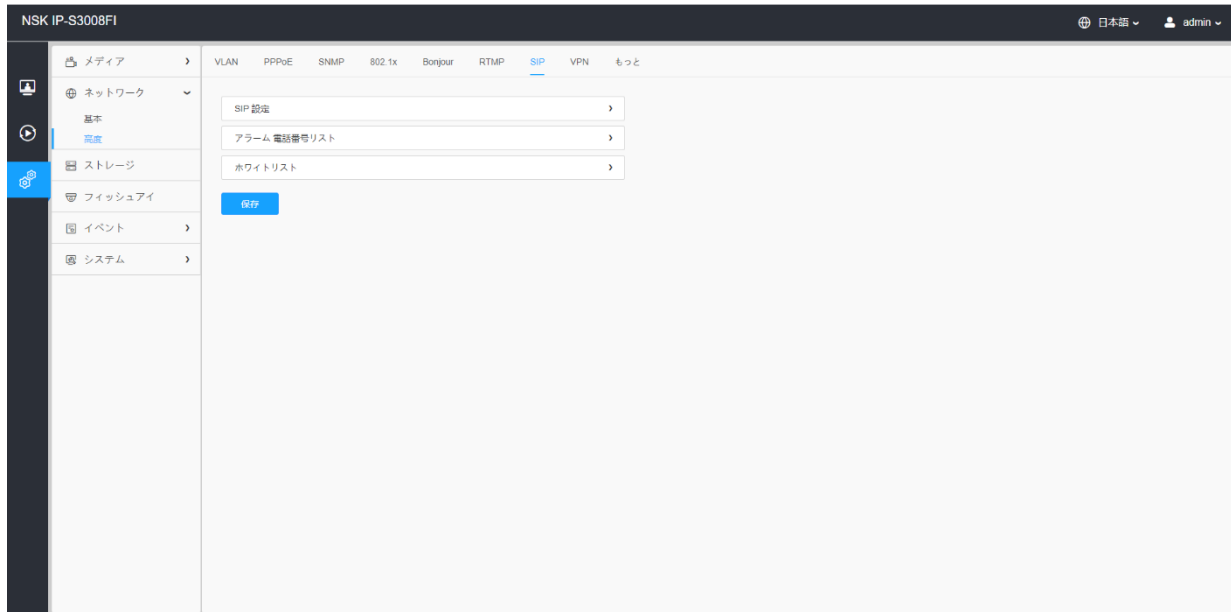 NSK IP-S3008FI
日本語
admin
メディア
ネットワーク
基本
高度
ストレージ
フィッシュアイ
イベント
システム
VLAN PPPoE SNMP 802.1x Bonjour RTMP SIP VPN もっと
SIP 設定
アラーム 電話番号リスト
ホワイトリスト
保存